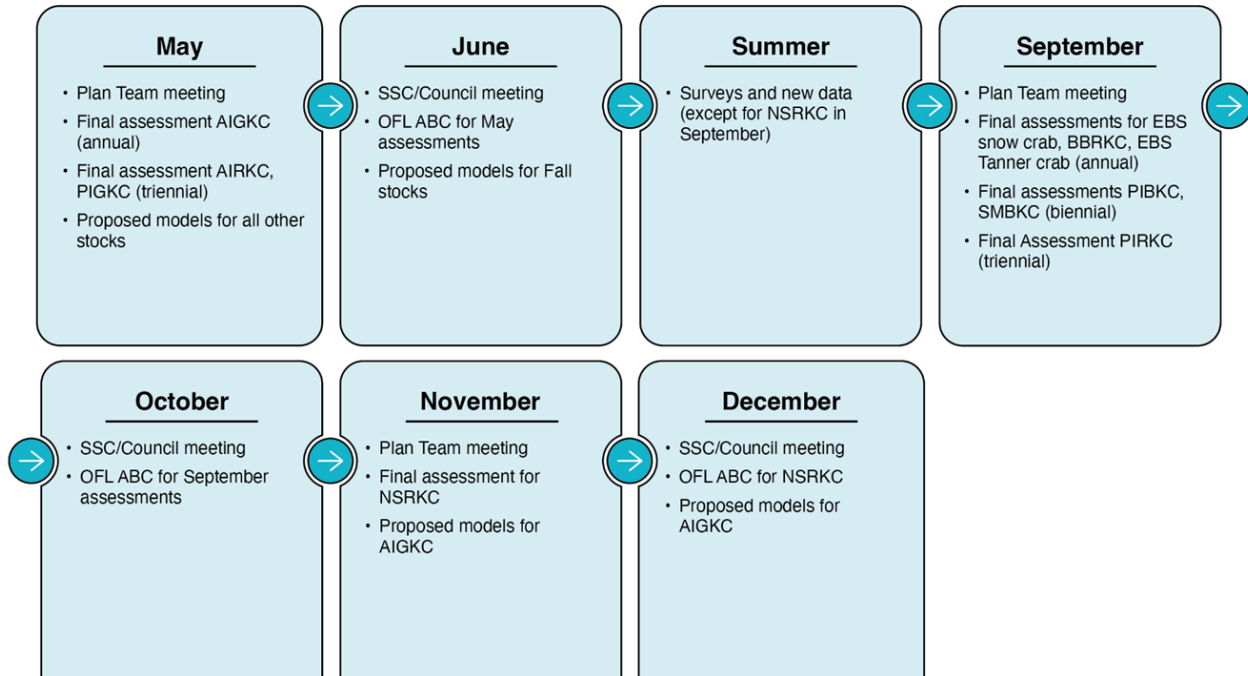 May
• Plan Team meeting
• Final assessment AIGKC
(annual)
• Final assessment AIRKC,
PIGKC (triennial)
• Proposed models for all other
stocks
June
• SSC/Council meeting
• OFL ABC for May
assessments
• Proposed models for Fall
stocks
Summer
• Surveys and new data
(except for NSRKC in
September)
September
• Plan Team meeting
• Final assessments for EBS
snow crab, BBRKC, EBS
Tanner crab (annual)
• Final assessments PIBKC,
SMBKC (biennial)
• Final Assessment PIRKC
(triennial)
October
• SSC/Council meeting
• OFL ABC for September
assessments
November
• Plan Team meeting
• Final assessment for
NSRKC
• Proposed models for
AIGKC
December
• SSC/Council meeting
• OFL ABC for NSRKC
• Proposed models for
AIGKC